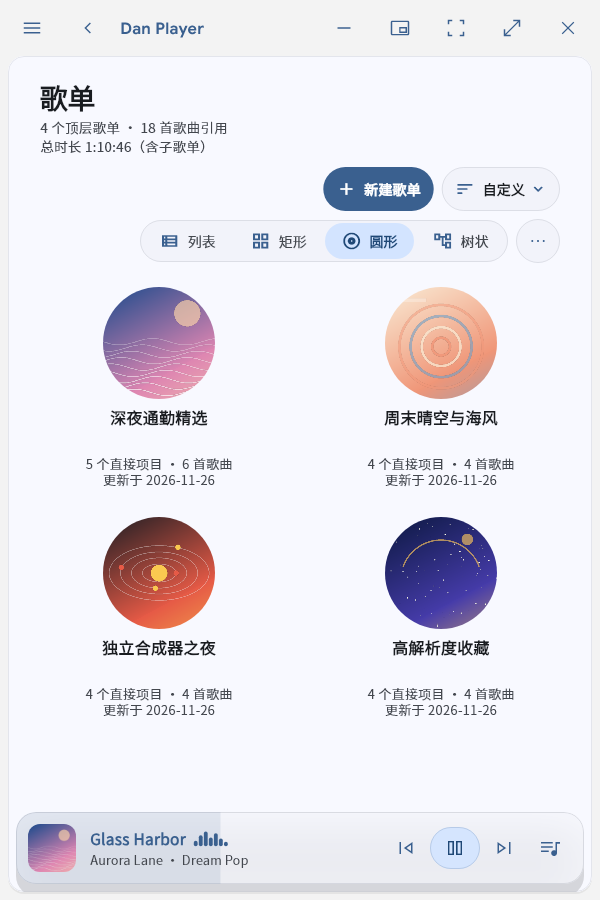 Dan Player
歌单
4 个顶层歌单 • 18 首歌曲引用
总时长 1:10:46（含子歌单）
新建歌单
自定义
列表
矩形
圆形
树状
深夜通勤精选
周末晴空与海风
5 个直接项目 • 6 首歌曲
更新于 2026-11-26
4 个直接项目 • 4 首歌曲
更新于 2026-11-26
独立合成器之夜
高解析度收藏
4 个直接项目 • 4 首歌曲
更新于 2026-11-26
4 个直接项目 • 4 首歌曲
更新于 2026-11-26
Glass Harbor
Aurora Lane • Dream Pop